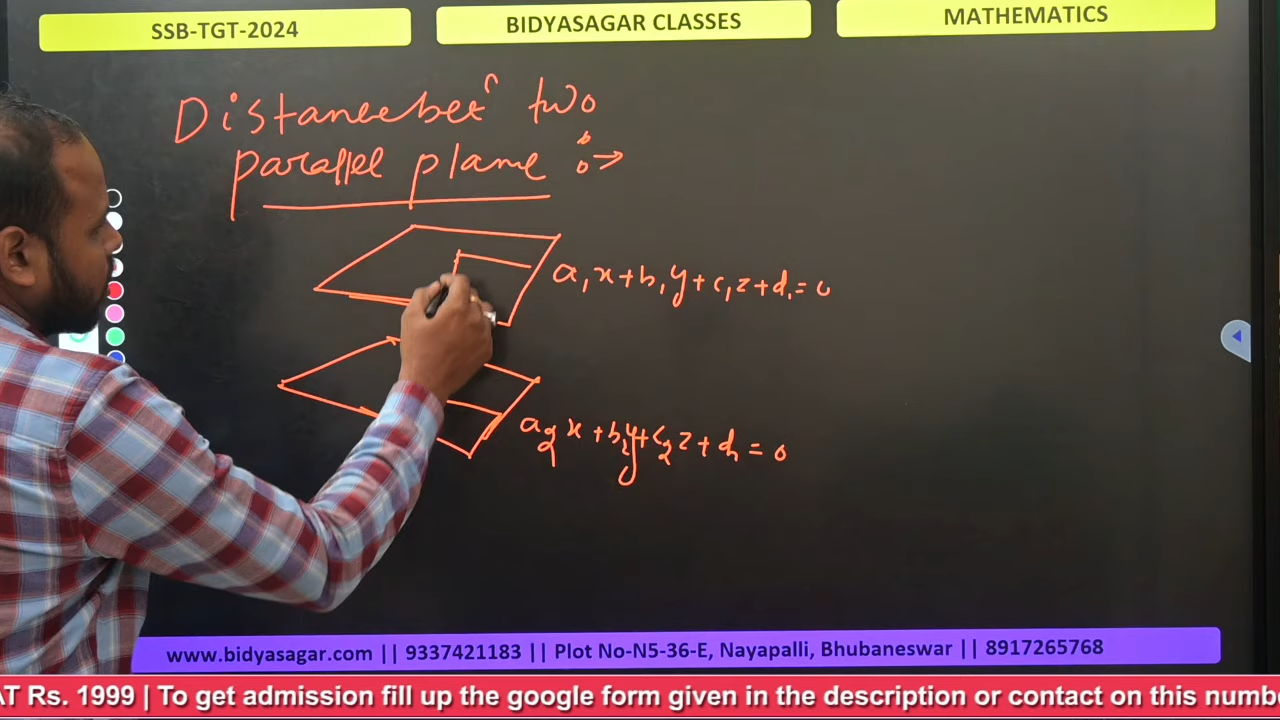 SSB-TGT-2024
BIDYASAGAR CLASSES
MATHEMATICS
Distance betⁿ two
parallel plane :→
a₁x+b₁y+c₁z+d₁=0
a₂x+b₂y+c₂z+d₂=0
www.bidyasagar.com || 9337421183 || Plot No-N5-36-E, Nayapalli, Bhubaneswar || 8917265768
AT Rs. 1999 | To get admission fill up the google form given in the description or contact on this numbe